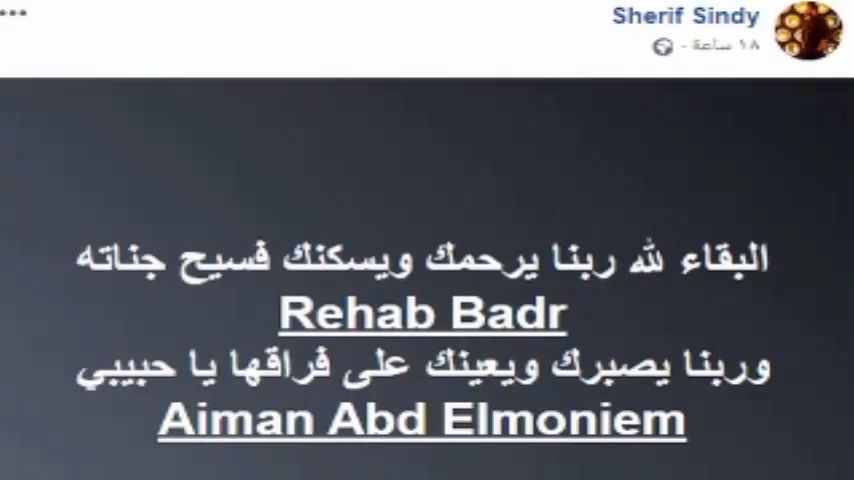 Sherif Sindy
١٨ ساعة ·
البقاء لله ربنا يرحمك ويسكنك فسيح جناته
Rehab Badr
وربنا يصبرك ويعينك على فراقها يا حبيبي
Aiman Abd Elmoniem